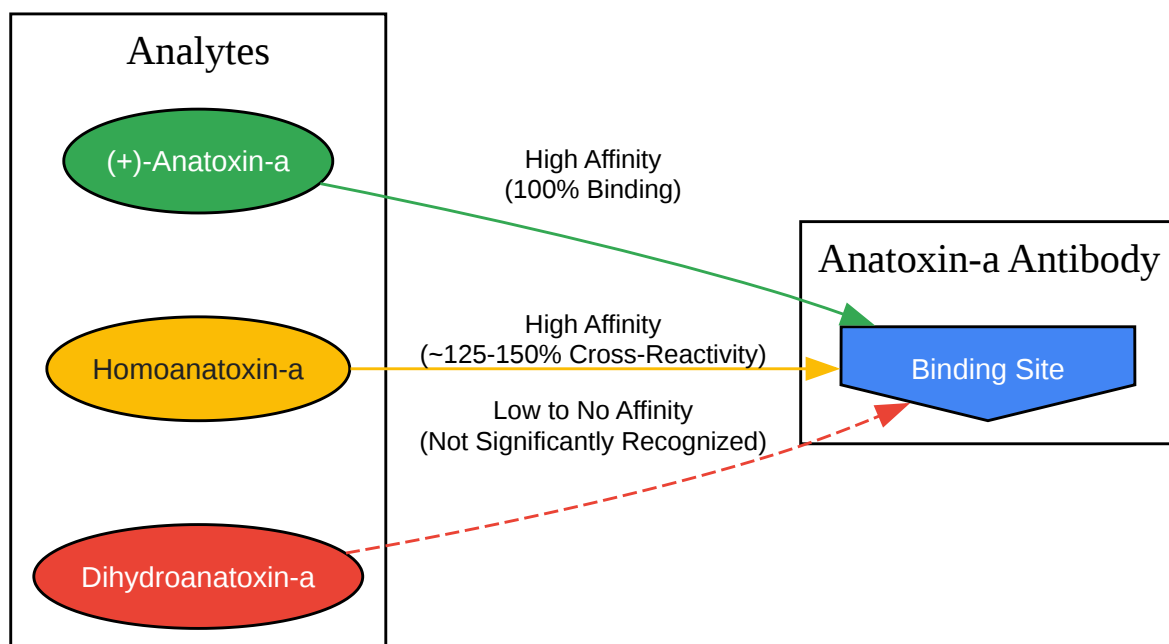 Analytes
(+)-Anatoxin-a
High Affinity
(100% Binding)
Anatoxin-a Antibody
Homoanatoxin-a
High Affinity
(~125-150% Cross-Reactivity)
Binding Site
Low to No Affinity
(Not Significantly Recognized)
Dihydroanatoxin-a